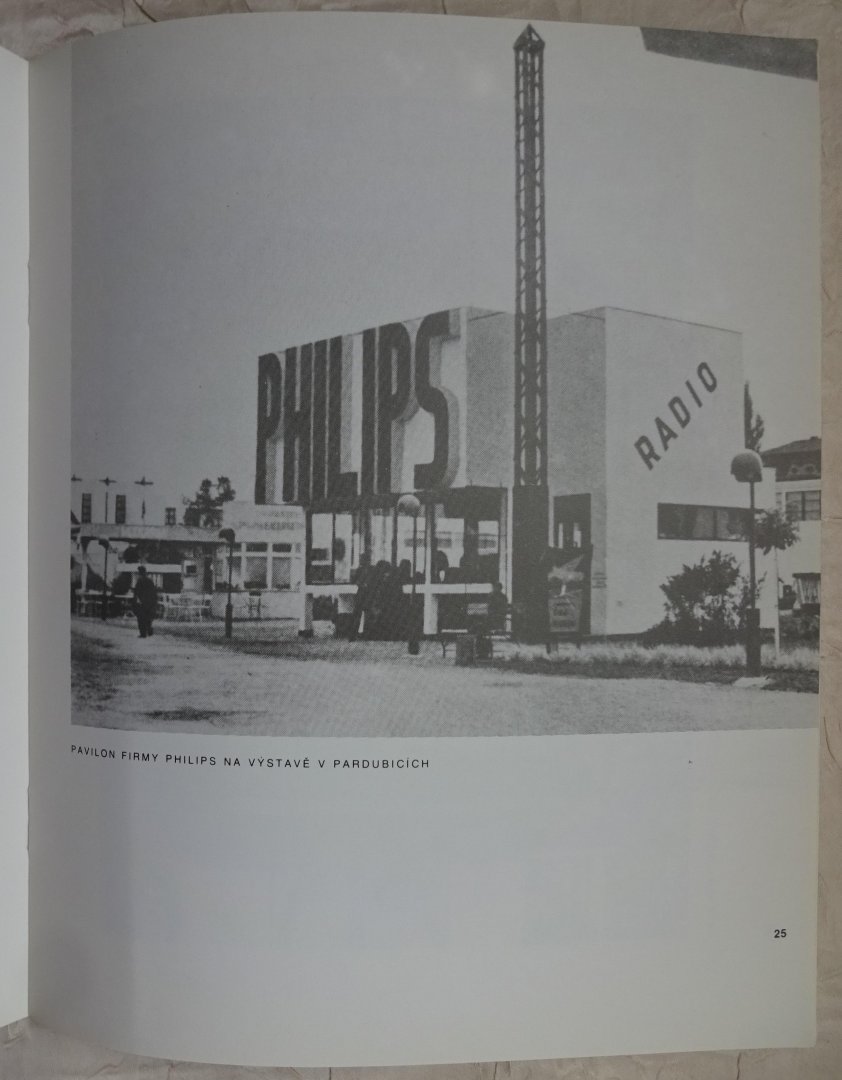 PHILIPS
RADIO
PAVILON FIRMY PHILIPS NA VÝSTAVĚ V PARDUBICÍCH
25